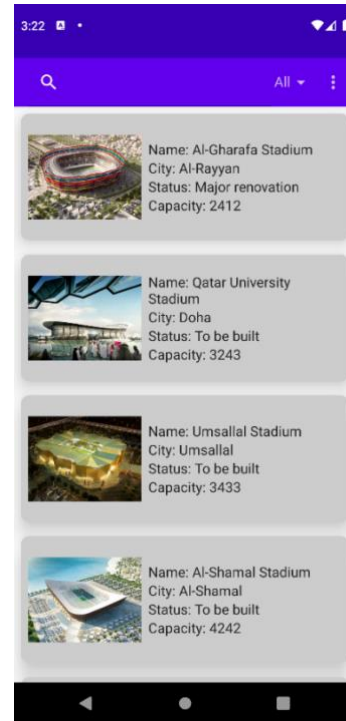 3:22
All
Name: Al-Gharafa Stadium
City: Al-Rayyan
Status: Major renovation
Capacity: 2412
Name: Qatar University
Stadium
City: Doha
Status: To be built
Capacity: 3243
Name: Umsallal Stadium
City: Umsallal
Status: To be built
Capacity: 3433
Name: Al-Shamal Stadium
City: Al-Shamal
Status: To be built
Capacity: 4242